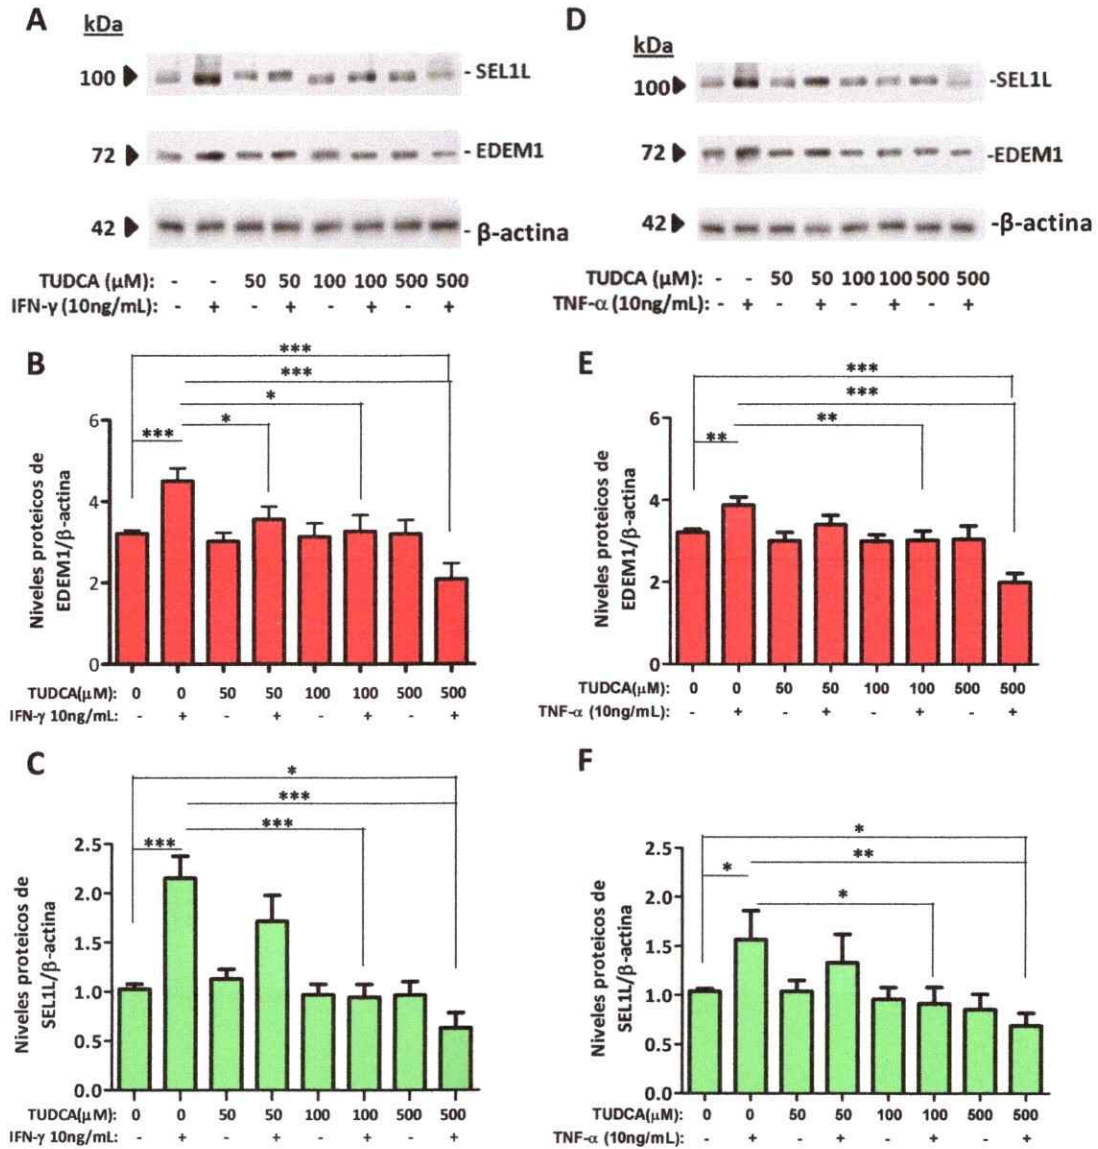 A
kDa
100
- SEL1L
72
- EDEM1
42
- β-actina
TUDCA (μM): - - 50 50 100 100 500 500
IFN-γ (10ng/mL): - + - + - + - +
D
kDa
100
-SEL1L
72
-EDEM1
42
-β-actina
TUDCA (μM): - - 50 50 100 100 500 500
TNF-α (10ng/mL): - + - + - + - +
B
***
***
*
*
***
Niveles proteicos de
EDEM1/β-actina
6
4
2
0
TUDCA(μM): 0 0 50 50 100 100 500 500
IFN-γ 10ng/mL: - + - + - + - +
E
***
***
**
**
Niveles proteicos de
EDEM1/β-actina
6
4
2
0
TUDCA(μM): 0 0 50 50 100 100 500 500
TNF-α (10ng/mL): - + - + - + - +
C
*
***
***
***
Niveles proteicos de
SEL1L/β-actina
2.5
2.0
1.5
1.0
0.5
0.0
TUDCA(μM): 0 0 50 50 100 100 500 500
IFN-γ 10ng/mL: - + - + - + - +
F
*
**
*
*
Niveles proteicos de
SEL1L/β-actina
2.5
2.0
1.5
1.0
0.5
0.0
TUDCA(μM): 0 0 50 50 100 100 500 500
TNF-α (10ng/mL): - + - + - + - +